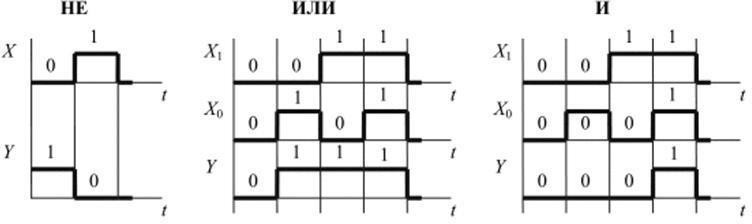 НЕ
X 0 1 t
Y 1 0 t
ИЛИ
X₁ 0 0 1 1 t
X₀ 0 1 0 1 t
Y 0 1 1 1 t
И
X₁ 0 0 1 1 t
X₀ 0 0 0 1 t
Y 0 0 0 1 t